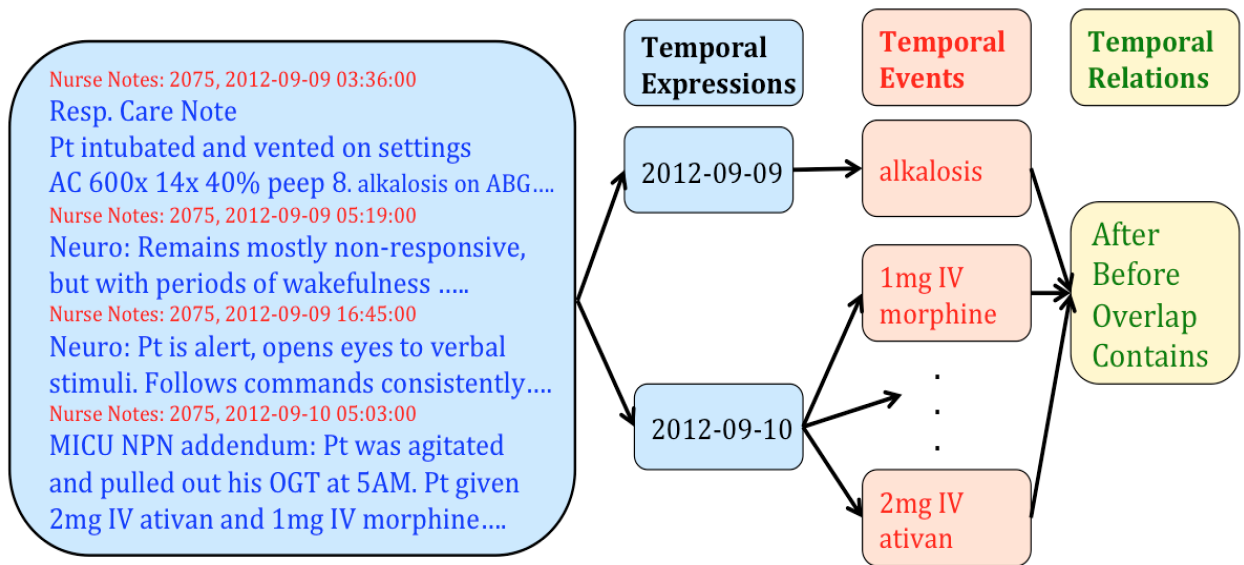 Nurse Notes: 2075, 2012-09-09 03:36:00
Resp. Care Note
Pt intubated and vented on settings
AC 600x 14x 40% peep 8. alkalosis on ABG....
Nurse Notes: 2075, 2012-09-09 05:19:00
Neuro: Remains mostly non-responsive,
but with periods of wakefulness .....
Nurse Notes: 2075, 2012-09-09 16:45:00
Neuro: Pt is alert, opens eyes to verbal
stimuli. Follows commands consistently....
Nurse Notes: 2075, 2012-09-10 05:03:00
MICU NPN addendum: Pt was agitated
and pulled out his OGT at 5AM. Pt given
2mg IV ativan and 1mg IV morphine....
Temporal
Expressions
2012-09-09
2012-09-10
Temporal
Events
alkalosis
1mg IV
morphine
.
.
.
2mg IV
ativan
Temporal
Relations
After
Before
Overlap
Contains